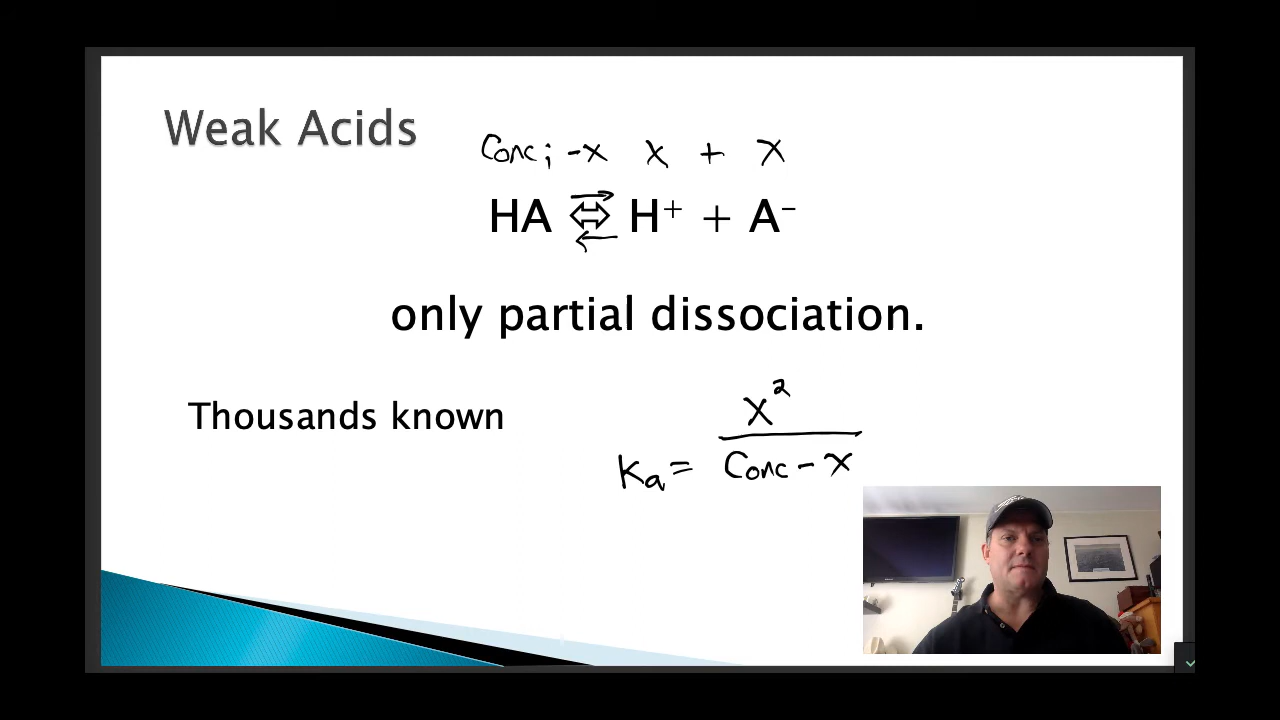 Weak Acids
Conc; -x x + x
HA ⇔ H⁺ + A⁻
only partial dissociation.
Thousands known
x²
Ka = Conc - x